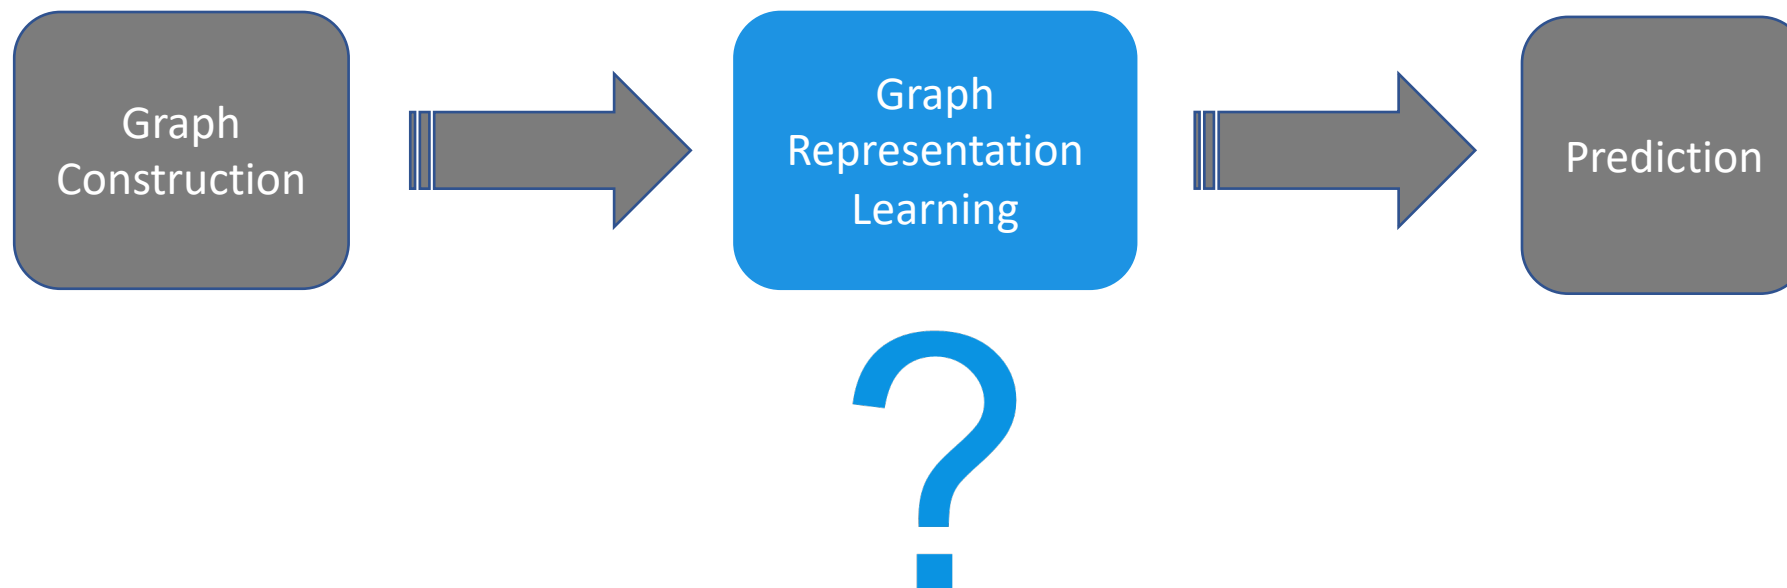 Graph
Construction
Graph
Representation
Learning
Prediction
?